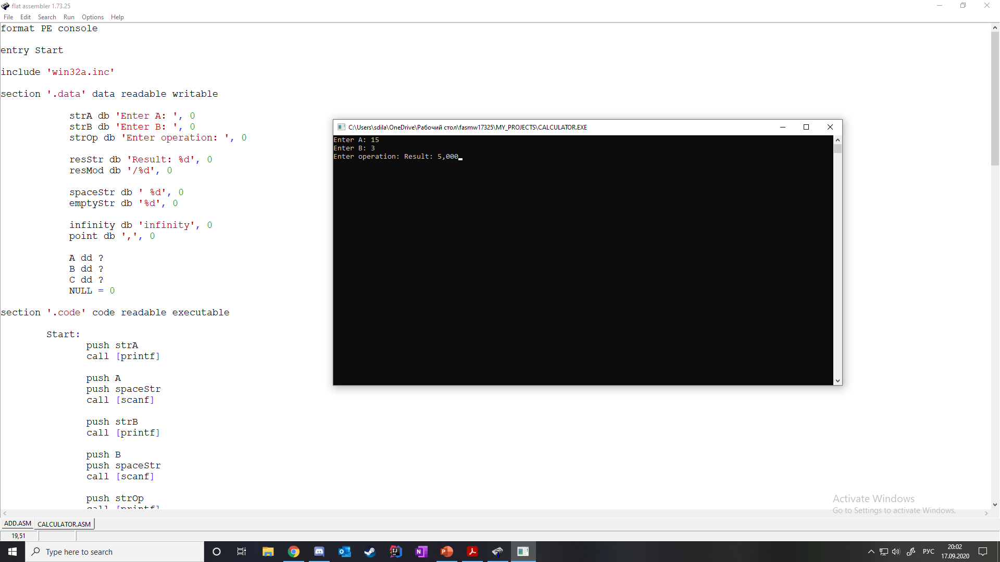 flat assembler 1.73.25
File Edit Search Run Options Help
format PE console
entry Start
include 'win32a.inc'
section '.data' data readable writable
strA db 'Enter A: ', 0
strB db 'Enter B: ', 0
strOp db 'Enter operation: ', 0
resStr db 'Result: %d', 0
resMod db '/%d', 0
spaceStr db ' %d', 0
emptyStr db '%d', 0
infinity db 'infinity', 0
point db ',', 0
A dd ?
B dd ?
C dd ?
NULL = 0
section '.code' code readable executable
Start:
push strA
call [printf]
push A
push spaceStr
call [scanf]
push strB
call [printf]
push B
push spaceStr
call [scanf]
push strOp
call [printf]
C:\Users\sdila\OneDrive\Рабочий стол\fasmw17325\MY_PROJECTS\CALCULATOR.EXE
Enter A: 15
Enter B: 3
Enter operation: Result: 5,000
Activate Windows
Go to Settings to activate Windows.
ADD.ASM CALCULATOR.ASM
19,51
Type here to search
РУС
20:02
17.09.2020